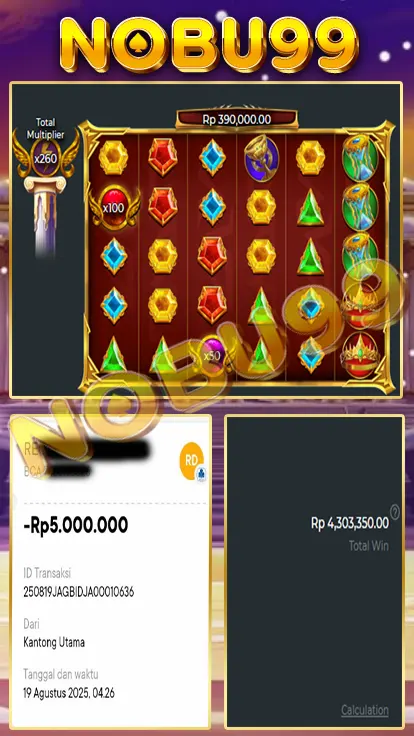 NOBU99
Rp 390,000.00
Total
Multiplier
x260
x100
x50
NOBU99
RD
-Rp5.000.000
ID Transaksi
250819JAGBIDJA00010636
Dari
Kantong Utama
Tanggal dan waktu
19 Agustus 2025, 04.26
Rp 4,303,350.00
?
Total Win
Calculation